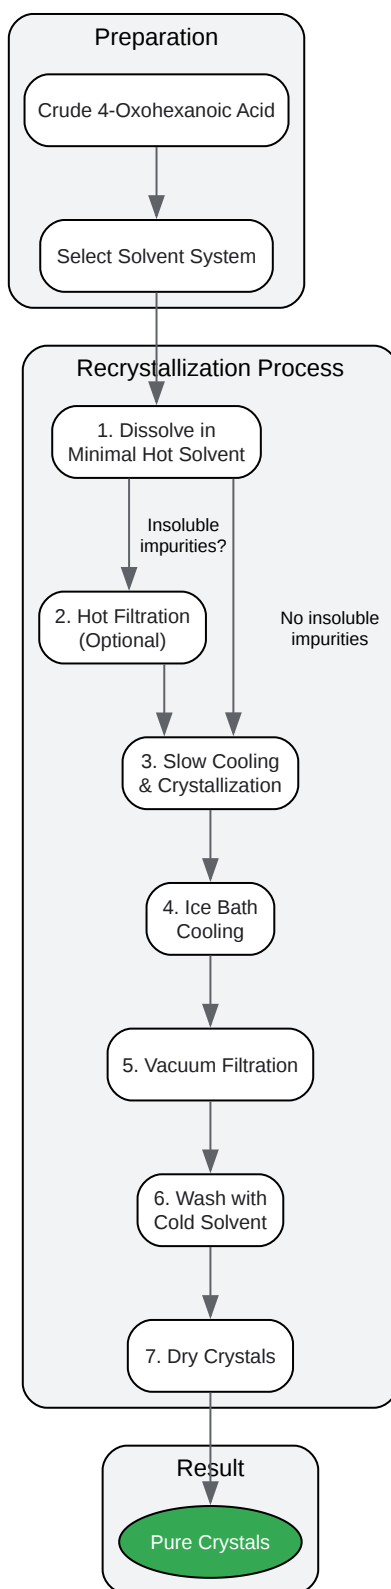 Preparation
Crude 4-Oxohexanoic Acid
Select Solvent System
Recrystallization Process
1. Dissolve in
Minimal Hot Solvent
Insoluble
impurities?
2. Hot Filtration
(Optional)
No insoluble
impurities
3. Slow Cooling
& Crystallization
4. Ice Bath
Cooling
5. Vacuum Filtration
6. Wash with
Cold Solvent
7. Dry Crystals
Result
Pure Crystals